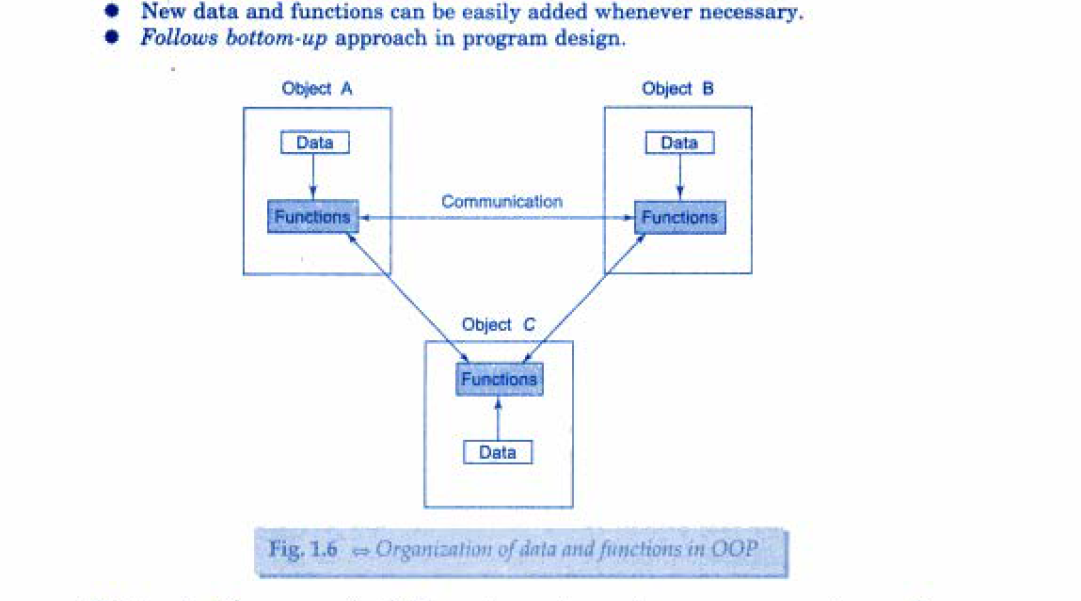 ● New data and functions can be easily added whenever necessary.
● Follows bottom-up approach in program design.
Object A
Object B
Data
Data
Communication
Functions
Functions
Object C
Functions
Data
Fig. 1.6 ⇔ Organization of data and functions in OOP